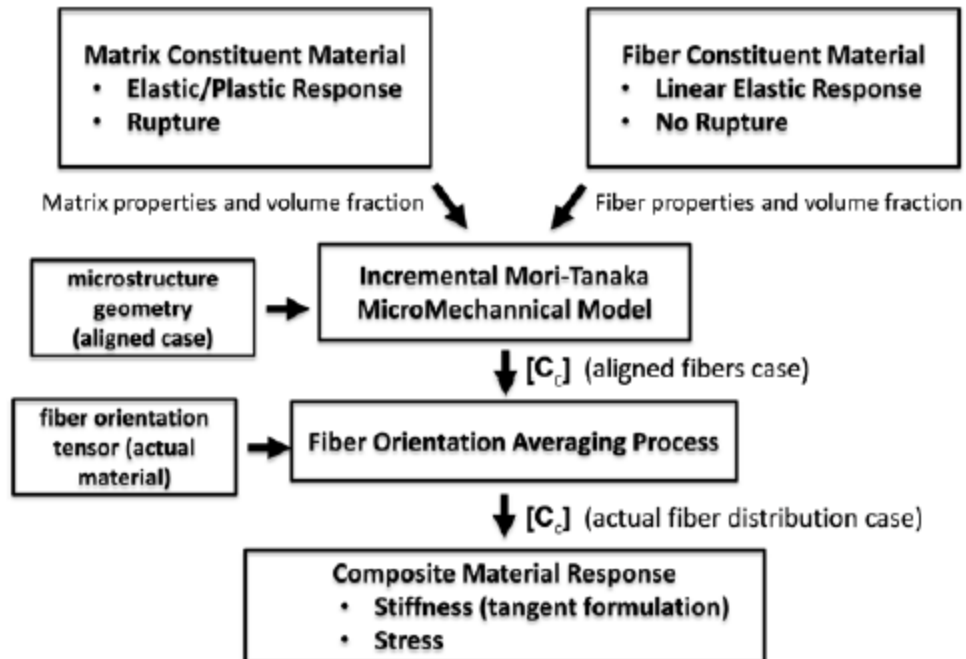 Matrix Constituent Material
• Elastic/Plastic Response
• Rupture
Fiber Constituent Material
• Linear Elastic Response
• No Rupture
Matrix properties and volume fraction
Fiber properties and volume fraction
microstructure
geometry
(aligned case)
Incremental Mori-Tanaka
MicroMechannical Model
[Cc] (aligned fibers case)
fiber orientation
tensor (actual
material)
Fiber Orientation Averaging Process
[Cc] (actual fiber distribution case)
Composite Material Response
• Stiffness (tangent formulation)
• Stress